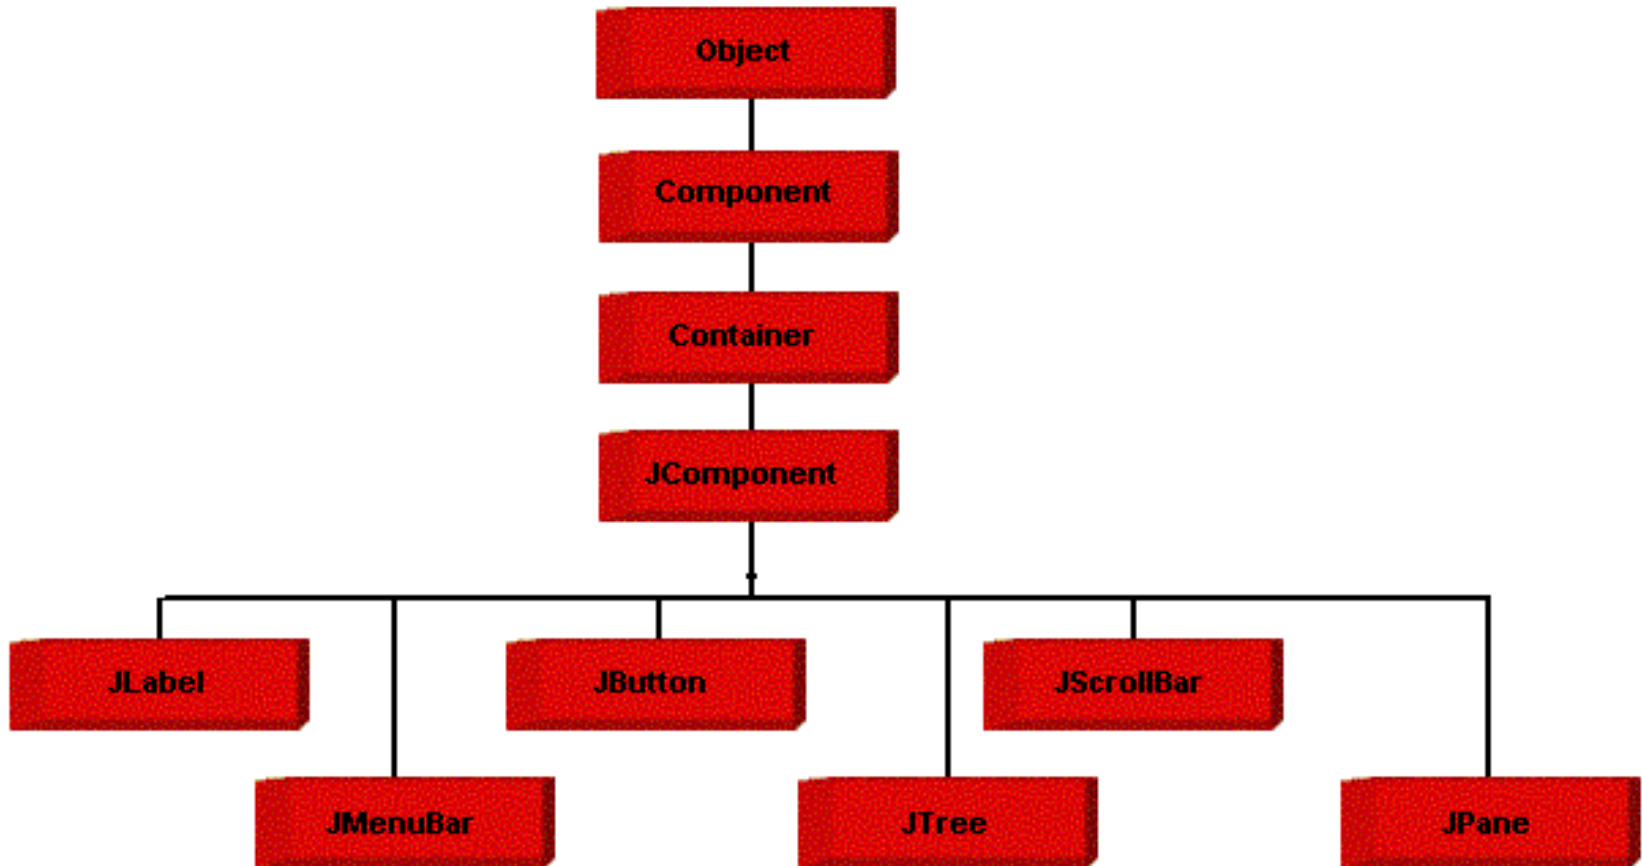 Object
Component
Container
JComponent
JLabel
JButton
JScrollBar
JMenuBar
JTree
JPane